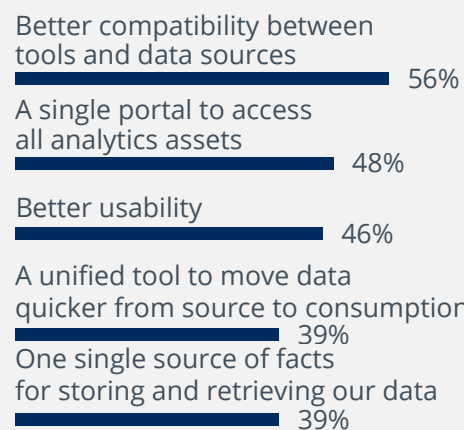 Better compatibility between
tools and data sources
56%
A single portal to access
all analytics assets
48%
Better usability
46%
A unified tool to move data
quicker from source to consumption
39%
One single source of facts
for storing and retrieving our data
39%